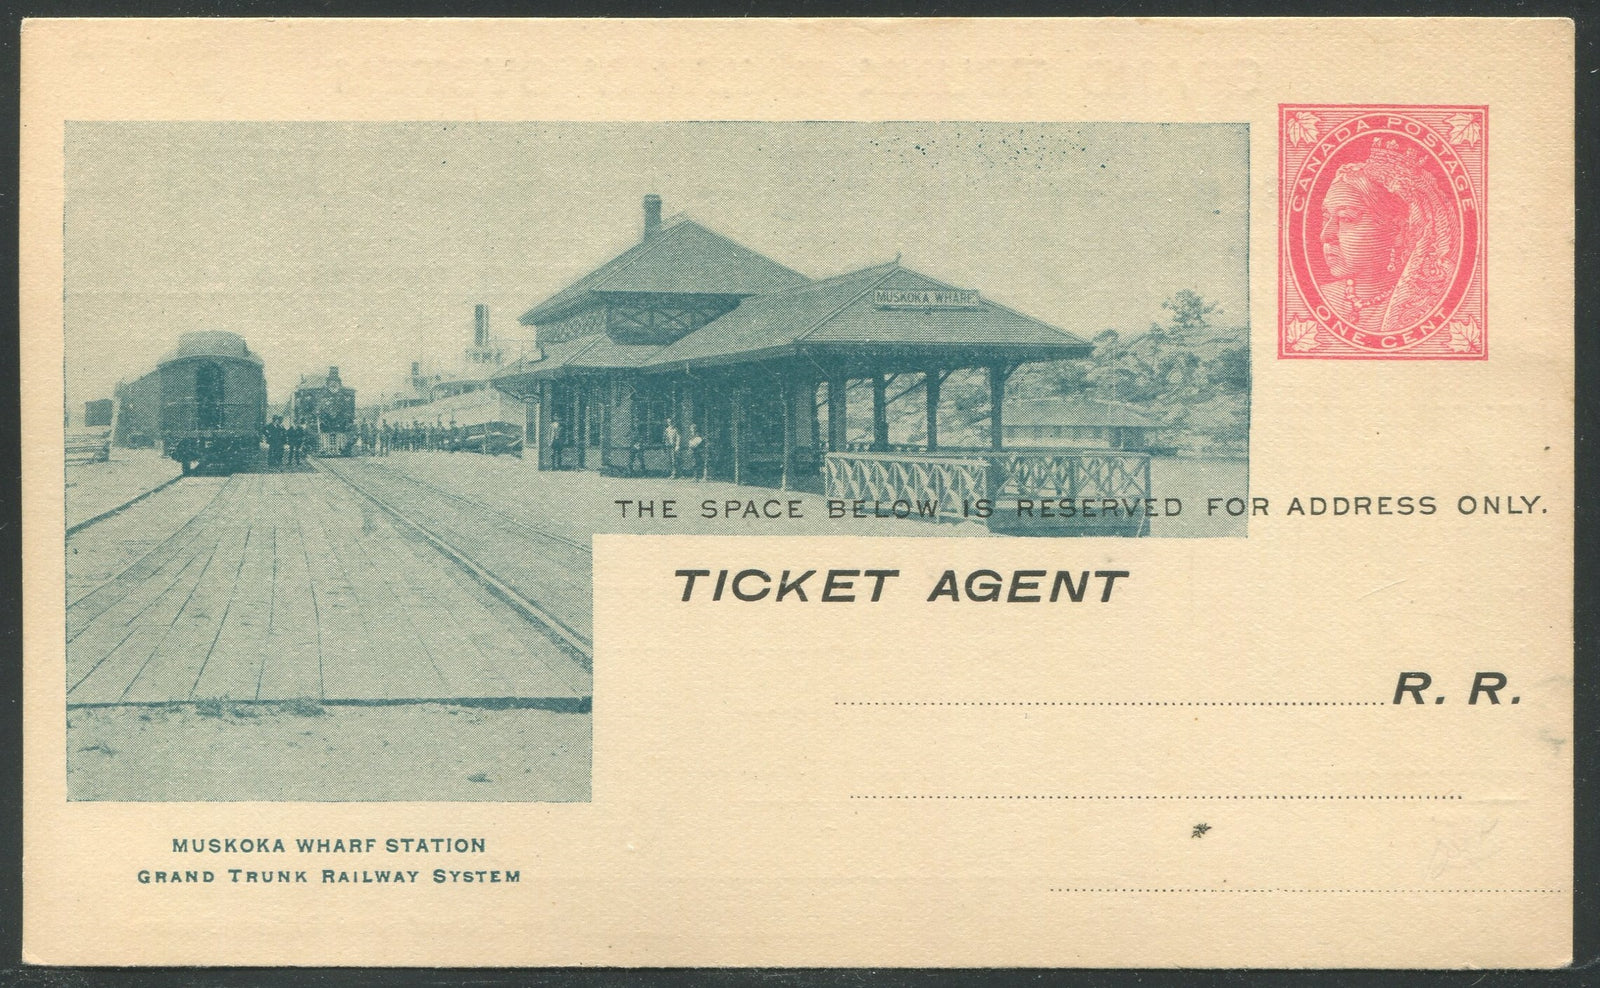 CANADA POSTAGE
ONE CENT
MUSKOKA WHARF
THE SPACE BELOW IS RESERVED FOR ADDRESS ONLY.
TICKET AGENT
R. R.
MUSKOKA WHARF STATION
GRAND TRUNK RAILWAY SYSTEM